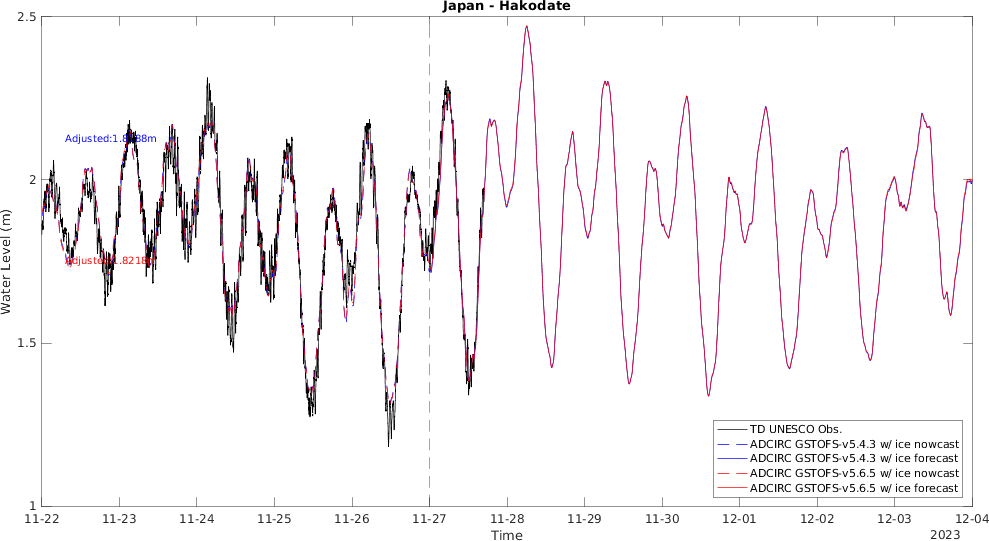 Japan - Hakodate
2.5
2
1.5
1
Water Level (m)
11-22
11-23
11-24
11-25
11-26
11-27
11-28
11-29
11-30
12-01
12-02
12-03
12-04
Time
2023
TD UNESCO Obs.
ADCIRC GSTOFS-v5.4.3 w/ ice nowcast
ADCIRC GSTOFS-v5.4.3 w/ ice forecast
ADCIRC GSTOFS-v5.6.5 w/ ice nowcast
ADCIRC GSTOFS-v5.6.5 w/ ice forecast